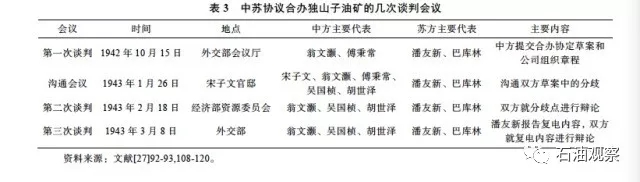 表 3 中苏协议合办独山子油矿的几次谈判会议
会议 时间 地点 中方主要代表 苏方主要代表 主要内容
第一次谈判 1942 年 10 月 15 日 外交部会议厅 翁文灏、傅秉常 潘友新、巴库林 中方提交合办协定草案和
公司组织章程
沟通会议 1943 年 1 月 26 日 宋子文官邸 宋子文、翁文灏、傅秉常、
吴国桢、胡世泽 潘友新、巴库林 沟通双方草案中的分歧
第二次谈判 1943 年 2 月 18 日 经济部资源委员会 翁文灏、吴国桢、胡世泽 潘友新、巴库林 双方就分歧点进行辩论
第三次谈判 1943 年 3 月 8 日 外交部 翁文灏、吴国桢、胡世泽 潘友新、巴库林 潘友新报告复电内容，双方
就复电内容进行辩论
资料来源：文献[27]92-93,108-120。
石油观察